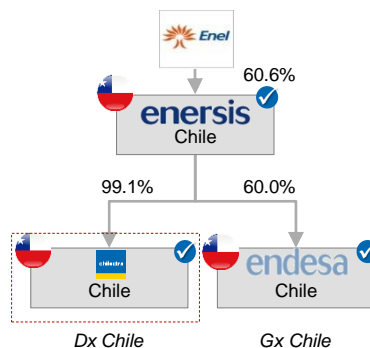 Enel
60.6%
enersis
Chile
99.1%
60.0%
chilectra
Chile
endesa
Chile
Dx Chile
Gx Chile